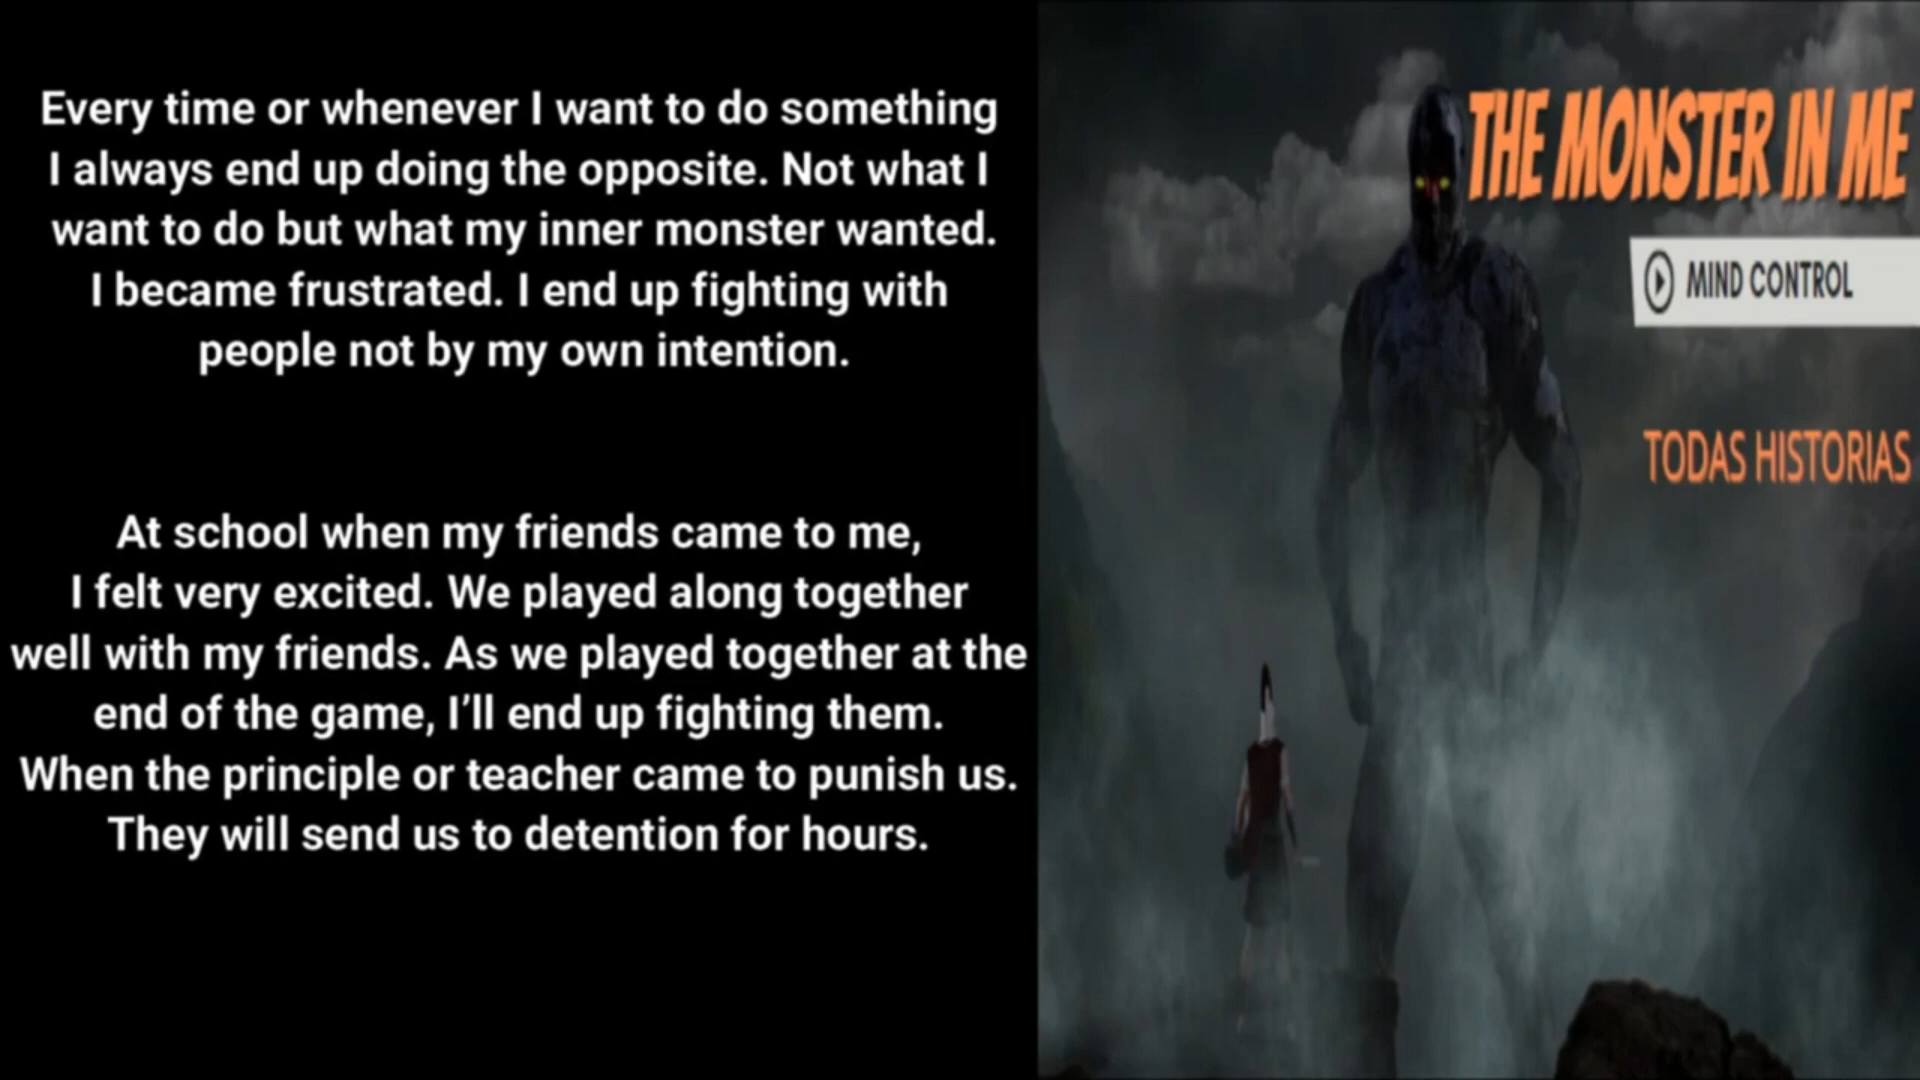 Every time or whenever I want to do something
I always end up doing the opposite. Not what I
want to do but what my inner monster wanted.
I became frustrated. I end up fighting with
people not by my own intention.
At school when my friends came to me,
I felt very excited. We played along together
well with my friends. As we played together at the
end of the game, I’ll end up fighting them.
When the principle or teacher came to punish us.
They will send us to detention for hours.
THE MONSTER IN ME
MIND CONTROL
TODAS HISTORIAS